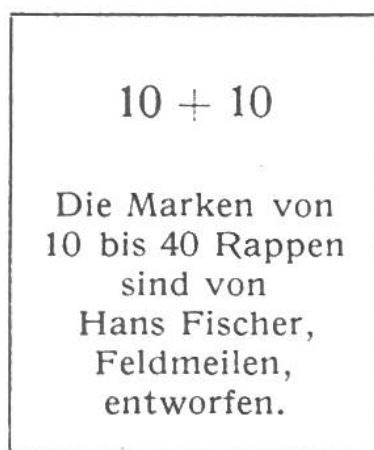 10 + 10
Die Marken von
10 bis 40 Rappen
sind von
Hans Fischer,
Feldmeilen,
entworfen.